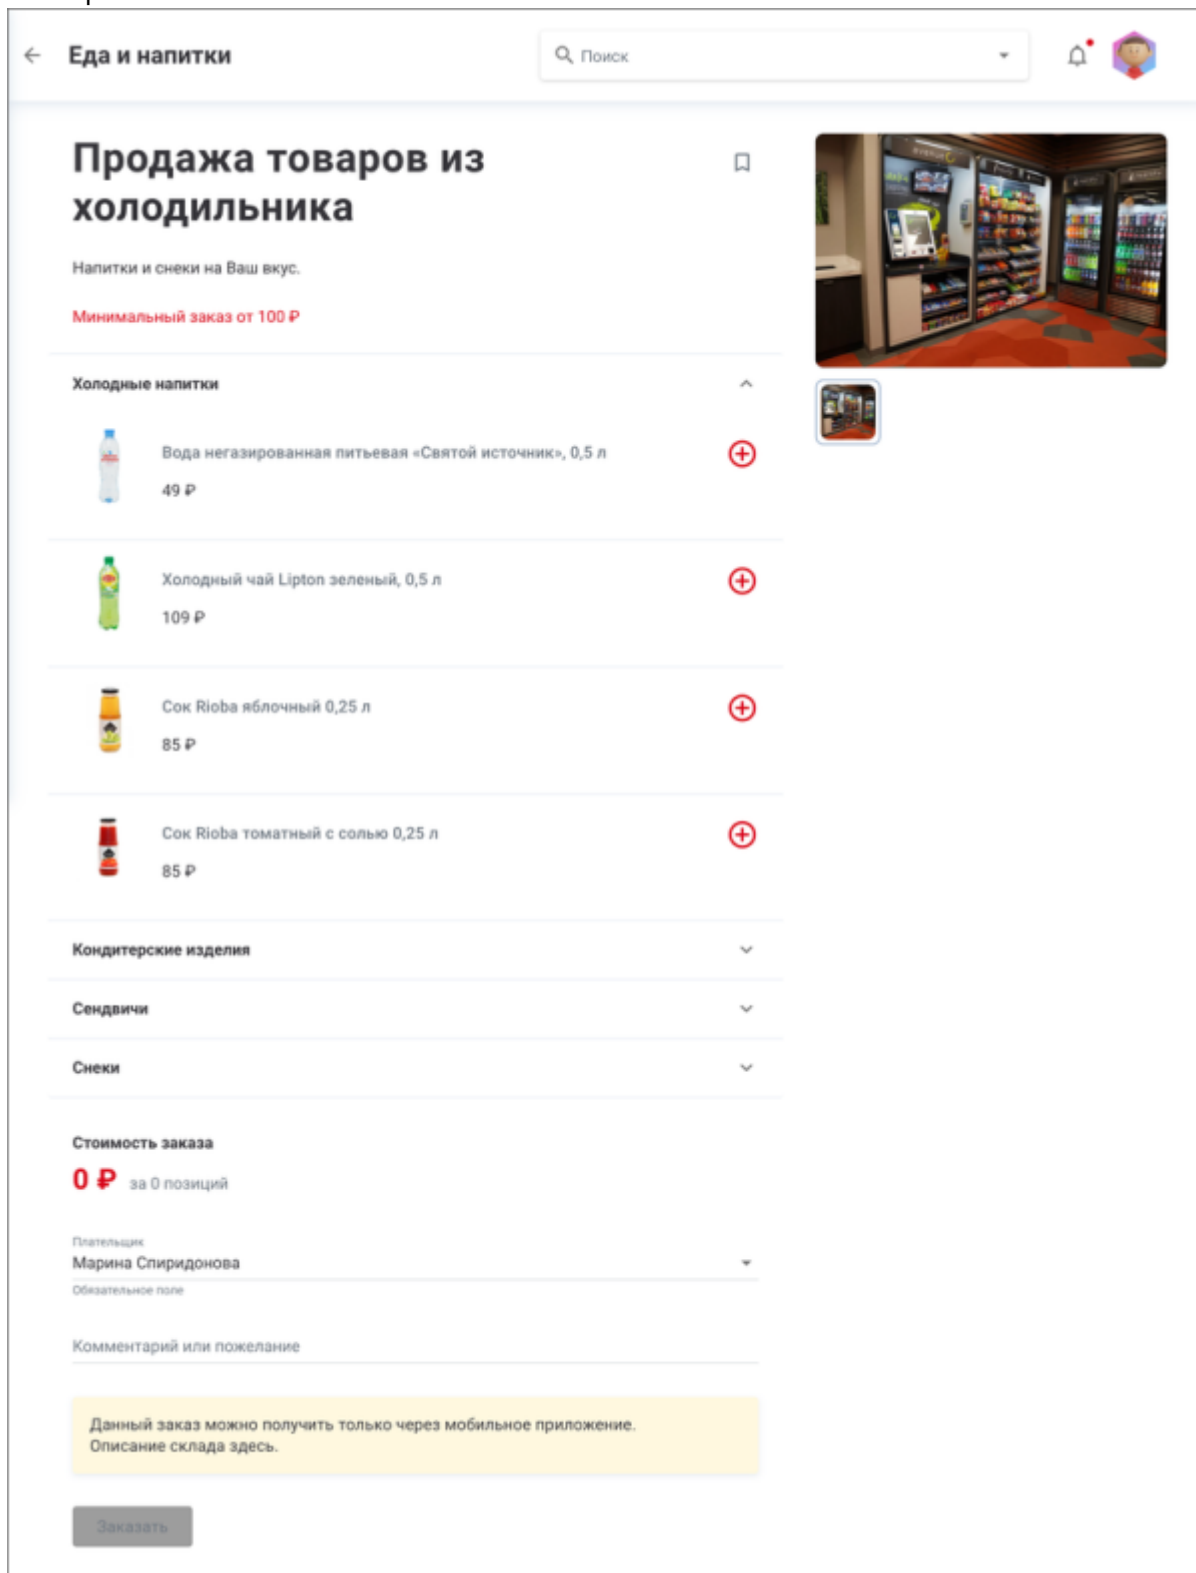 Еда и напитки
Поиск
Продажа товаров из
холодильника
Напитки и снеки на Ваш вкус.
Минимальный заказ от 100 ₽
Холодные напитки
Вода негазированная питьевая «Святой источник», 0,5 л
49 ₽
Холодный чай Lipton зеленый, 0,5 л
109 ₽
Сок Rioba яблочный 0,25 л
85 ₽
Сок Rioba томатный с солью 0,25 л
85 ₽
Кондитерские изделия
Сендвичи
Снеки
Стоимость заказа
0 ₽ за 0 позиций
Плательщик
Марина Спиридонова
Обязательное поле
Комментарий или пожелание
Данный заказ можно получить только через мобильное приложение.
Описание склада здесь.
Заказать